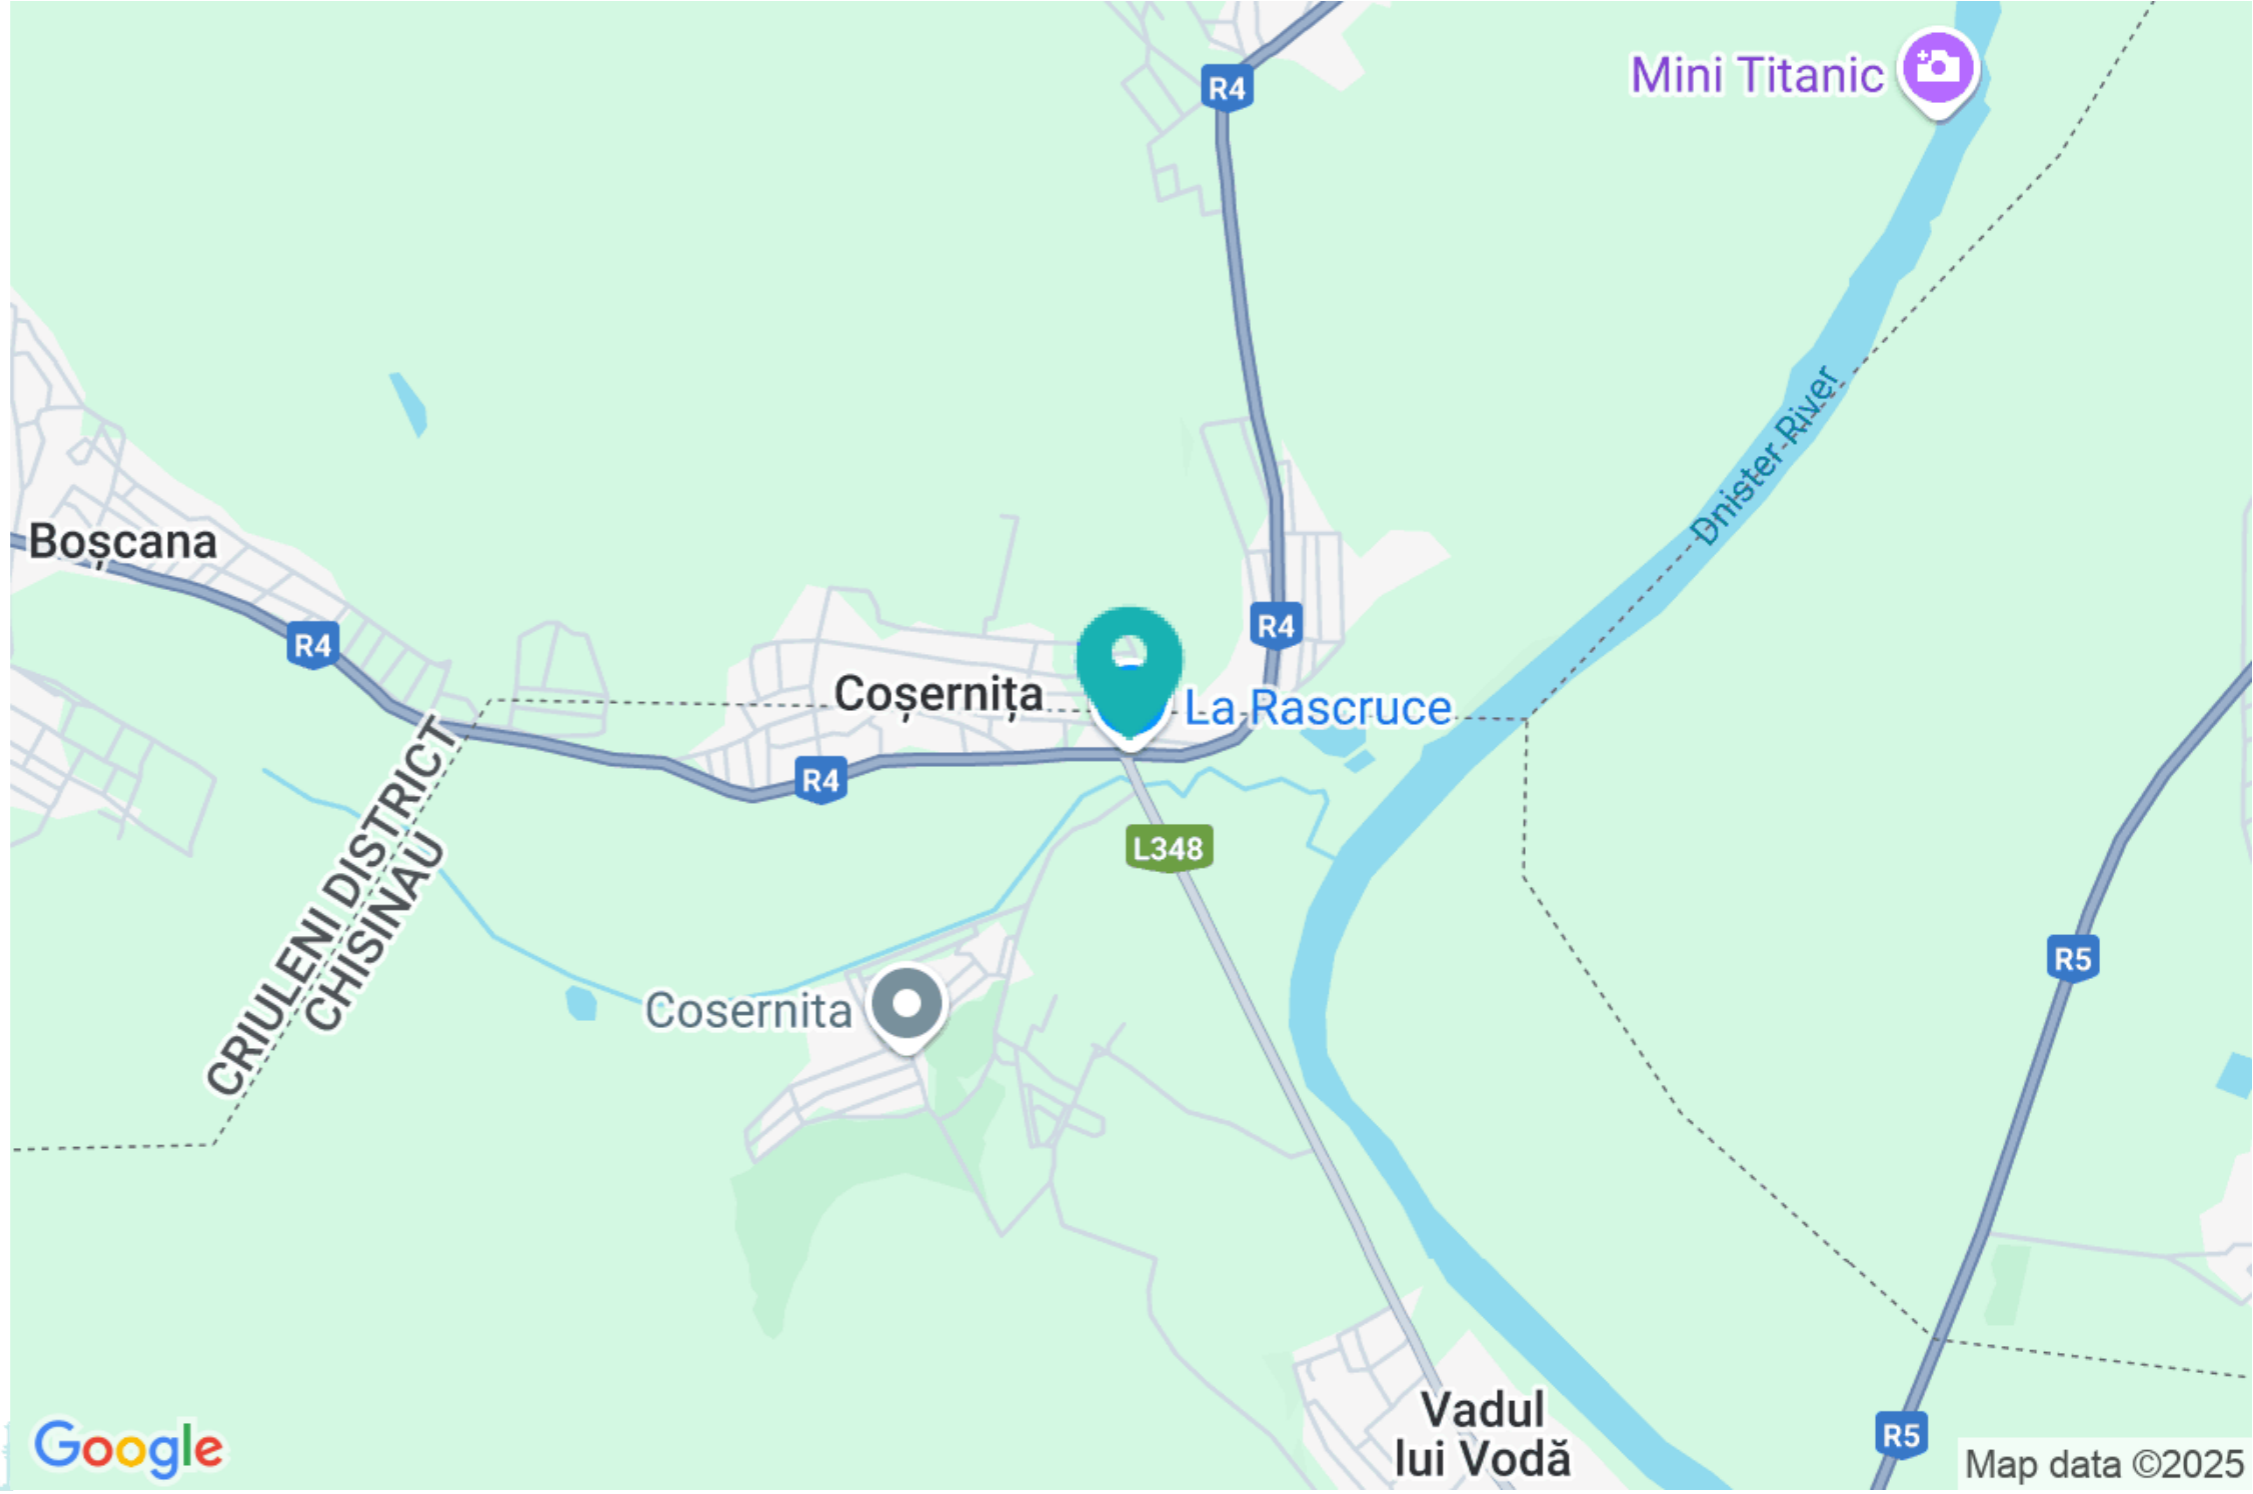 R4
Mini Titanic
Dnister River
Boșcana
R4
R4
Coșernița
La Rascruce
R4
L348
CRIULENI DISTRICT
CHISINAU
R5
Cosernita
Vadul
lui Vodă
R5
Google
Map data ©2025